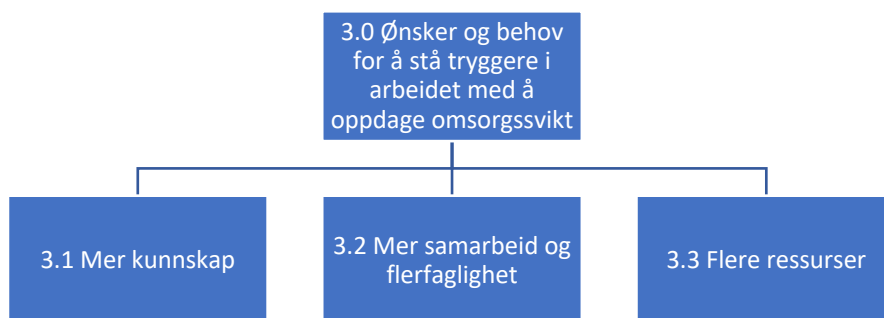 3.0 Ønsker og behov
for å stå tryggere i
arbeidet med å
oppdage omsorgssvikt
3.1 Mer kunnskap
3.2 Mer samarbeid og
flerfaglighet
3.3 Flere ressurser